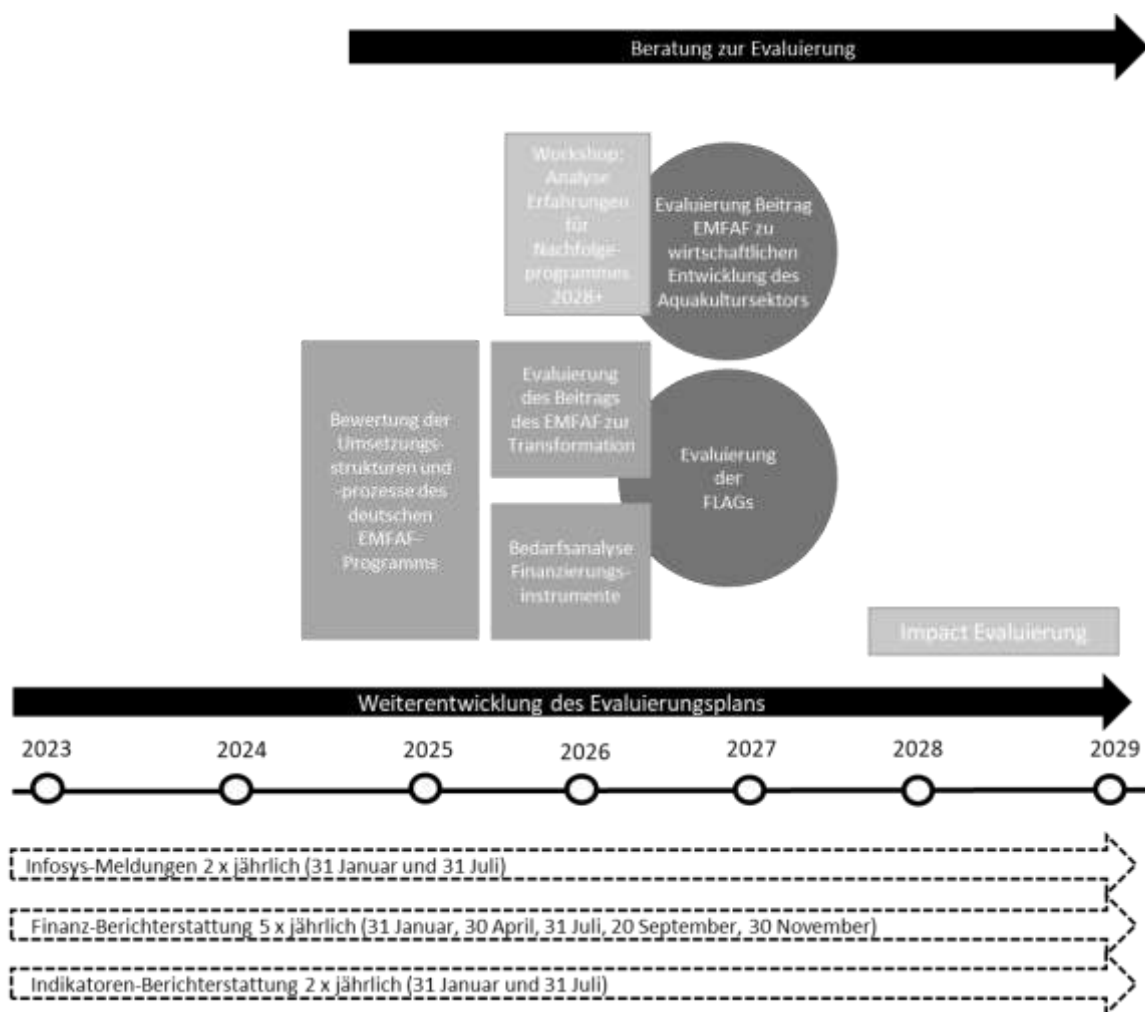 Beratung zur Evaluierung
Workshop:
Analyse
Erfahrungen
für
Nachfolge-
programmes
2028+
Evaluierung Beitrag
EMFAF zu
wirtschaftlichen
Entwicklung des
Aquakultursektors
Bewertung der
Umsetzungs-
strukturen und
-prozesse des
deutschen
EMFAF-
Programms
Evaluierung
des Beitrags
des EMFAF zur
Transformation
Evaluierung
der
FLAGs
Bedarfsanalyse
Finanzierungs-
instrumente
Impact Evaluierung
Weiterentwicklung des Evaluierungsplans
2023 2024 2025 2026 2027 2028 2029
Infosys-Meldungen 2 x jährlich (31 Januar und 31 Juli)
Finanz-Berichterstattung 5 x jährlich (31 Januar, 30 April, 31 Juli, 20 September, 30 November)
Indikatoren-Berichterstattung 2 x jährlich (31 Januar und 31 Juli)